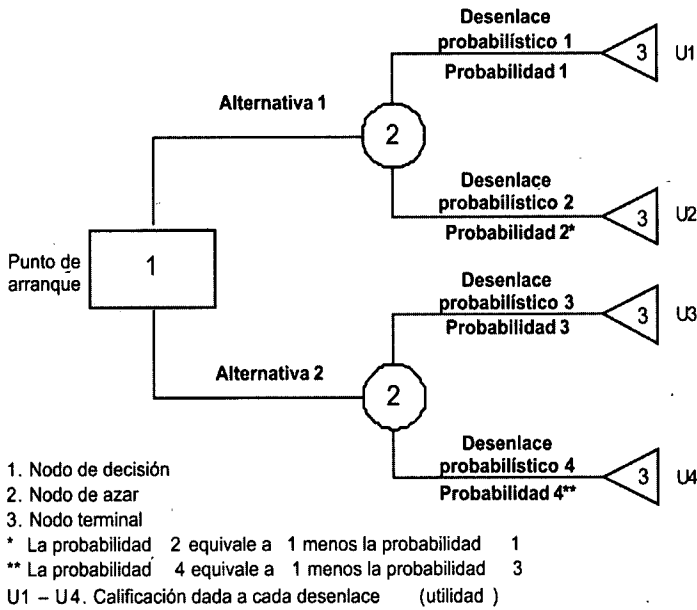 Desenlace
probabilístico 1
Probabilidad 1
3
U1
Alternativa 1
2
Desenlace
probabilístico 2
Probabilidad 2*
3
U2
Punto de
arranque
1
Desenlace
probabilístico 3
Probabilidad 3
3
U3
Alternativa 2
2
Desenlace
probabilístico 4
Probabilidad 4**
3
U4
1. Nodo de decisión
2. Nodo de azar
3. Nodo terminal
* La probabilidad 2 equivale a 1 menos la probabilidad 1
** La probabilidad 4 equivale a 1 menos la probabilidad 3
U1 – U4. Calificación dada a cada desenlace (utilidad )